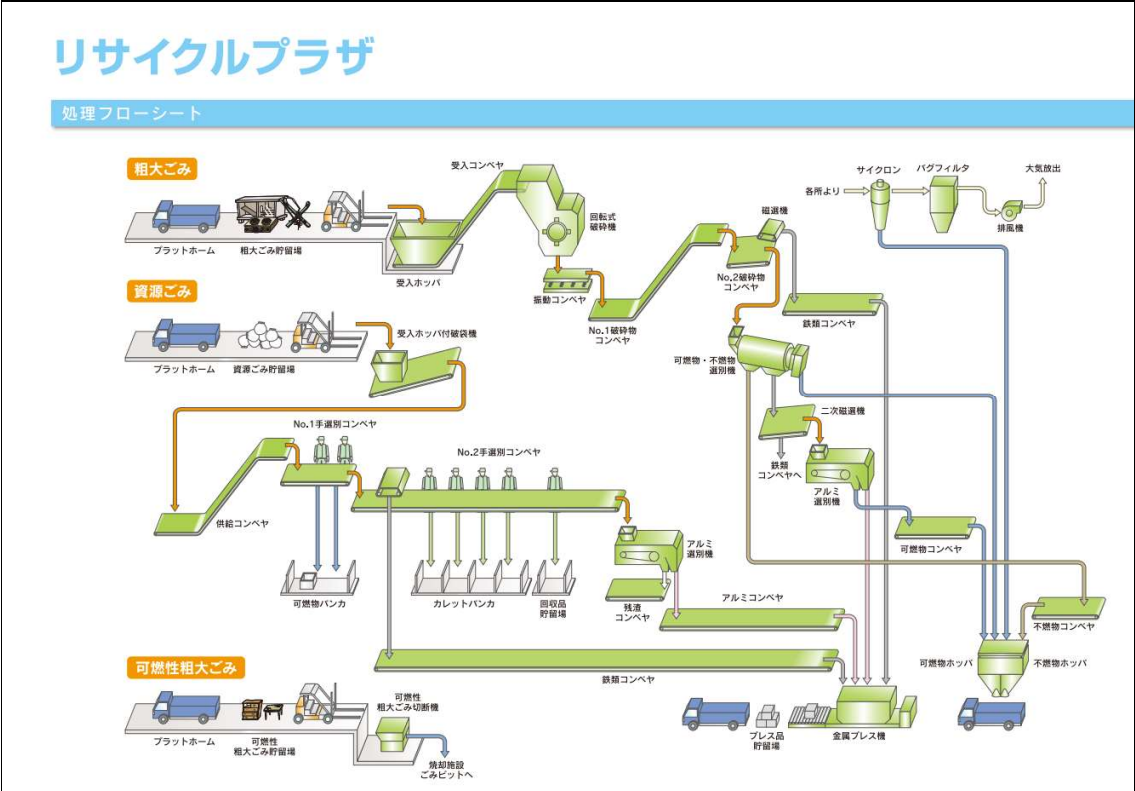 リサイクルプラザ
処理フローシート
粗大ごみ
プラットホーム
粗大ごみ貯留場
受入ホッパ
受入コンベヤ
回転式
破砕機
振動コンベヤ
No.1破砕物
コンベヤ
No.2破砕物
コンベヤ
磁選機
鉄類コンベヤ
各所より
サイクロン
バグフィルタ
排風機
大気放出
資源ごみ
プラットホーム
資源ごみ貯留場
受入ホッパ付破袋機
可燃物・不燃物
選別機
二次磁選機
鉄類
コンベヤへ
アルミ
選別機
可燃物コンベヤ
No.1手選別コンベヤ
No.2手選別コンベヤ
供給コンベヤ
可燃物バンカ
カレットバンカ
回収品
貯留場
アルミ
選別機
残渣
コンベヤ
アルミコンベヤ
不燃物コンベヤ
鉄類コンベヤ
可燃物ホッパ
不燃物ホッパ
可燃性粗大ごみ
プラットホーム
可燃性
粗大ごみ貯留場
可燃性
粗大ごみ切断機
焼却施設
ごみピットへ
プレス品
貯留場
金属プレス機